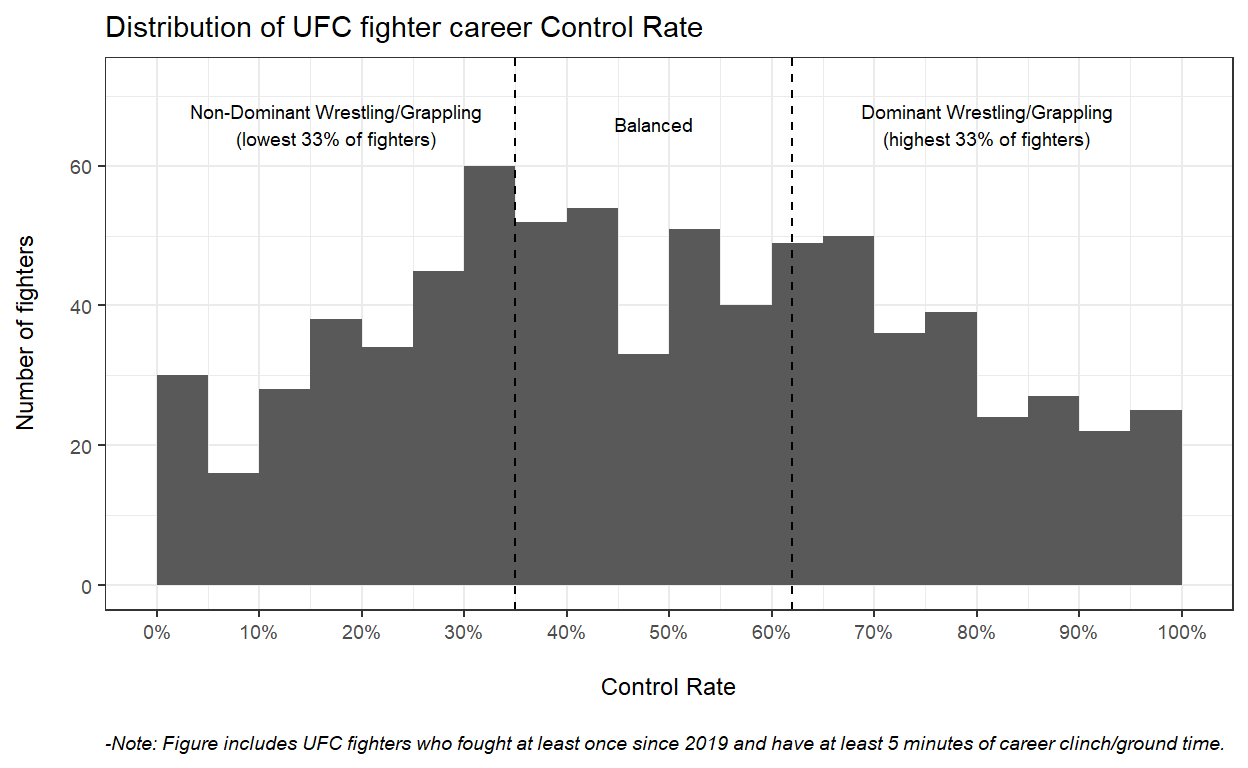 Distribution of UFC fighter career Control Rate
Non-Dominant Wrestling/Grappling
(lowest 33% of fighters)
Balanced
Dominant Wrestling/Grappling
(highest 33% of fighters)
Number of fighters
60
40
20
0
0% 10% 20% 30% 40% 50% 60% 70% 80% 90% 100%
Control Rate
-Note: Figure includes UFC fighters who fought at least once since 2019 and have at least 5 minutes of career clinch/ground time.